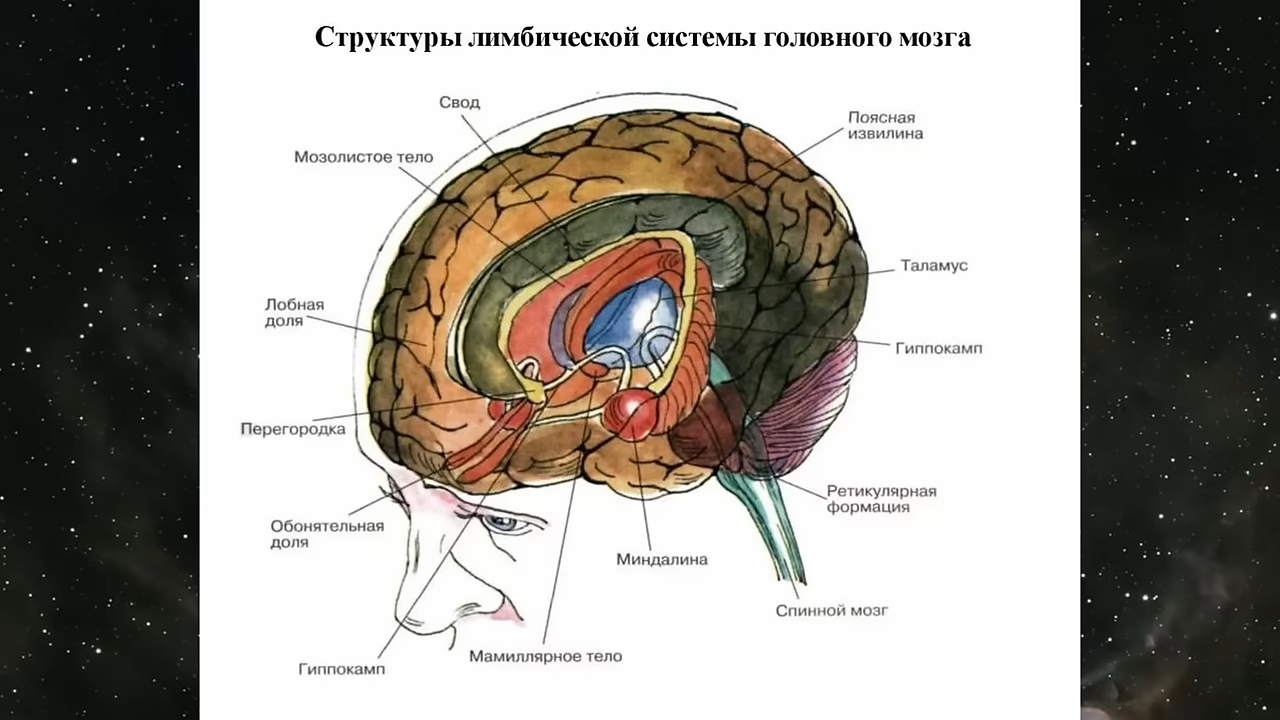 Структуры лимбической системы головного мозга
Свод
Поясная
извилина
Мозолистое тело
Таламус
Лобная
доля
Гиппокамп
Перегородка
Ретикулярная
формация
Обонятельная
доля
Миндалина
Спинной мозг
Мамиллярное тело
Гиппокамп